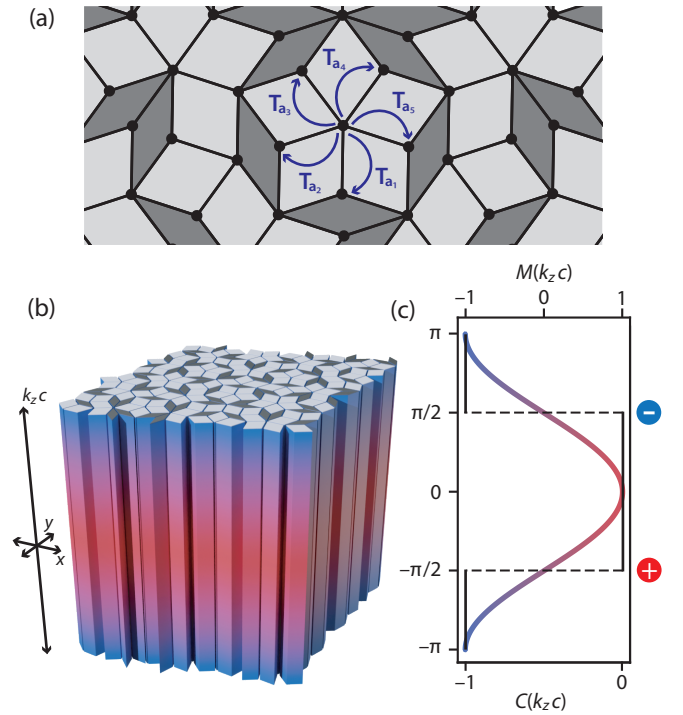 (a)
T_{a_4}
T_{a_3}
T_{a_5}
T_{a_2}
T_{a_1}
(b)
k_z c
y
x
(c)
M(k_z c)
−1 0 1
π
π/2
0
−π/2
−π
−
+
−1 0
C(k_z c)